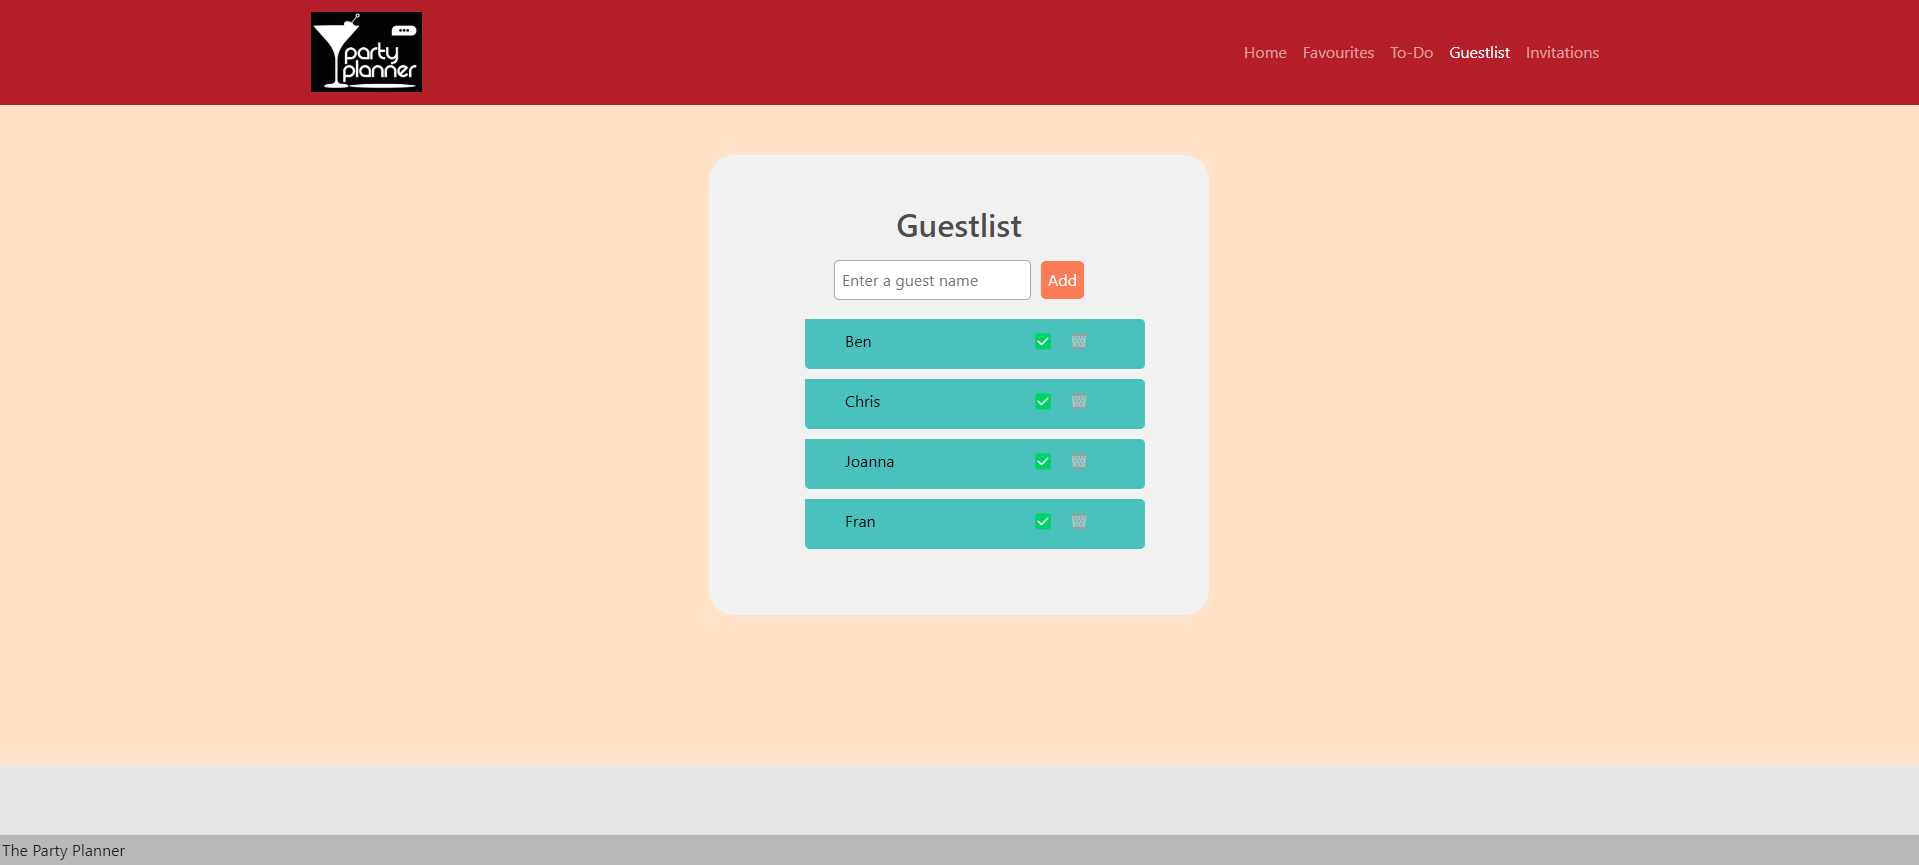 party
planner
Home Favourites To-Do Guestlist Invitations
Guestlist
Enter a guest name Add
Ben
Chris
Joanna
Fran
The Party Planner